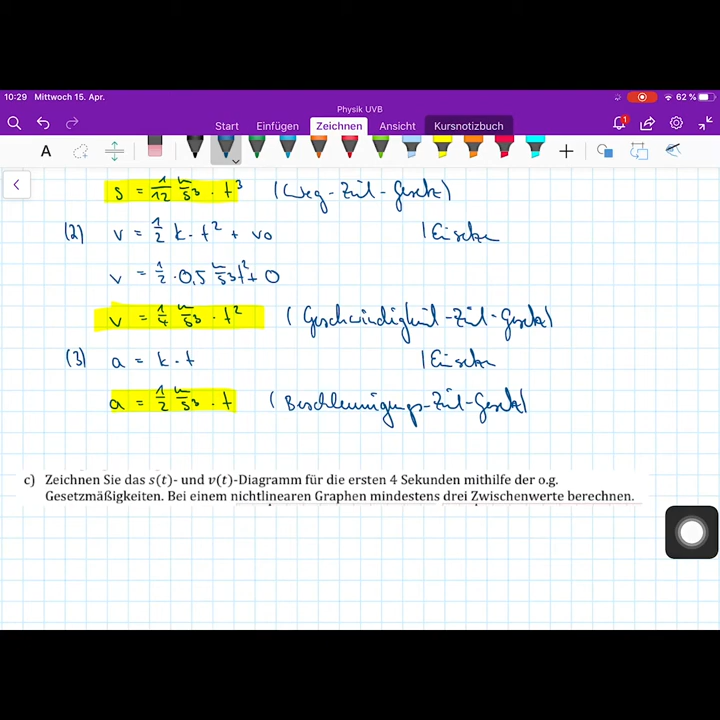 10:29 Mittwoch 15. Apr. 62 %
Physik UVB
Start Einfügen Zeichnen Ansicht Kursnotizbuch
1
A
s = 1/12 m/s³ · t³ (Weg-Zeit-Gesetz)
(2) v = 1/2 k · t² + v0 | Einsetzen
v = 1/2 · 0,5 m/s³ t² + 0
v = 1/4 m/s³ · t² (Geschwindigkeit-Zeit-Gesetz)
(3) a = k · t | Einsetzen
a = 1/2 m/s³ · t (Beschleunigungs-Zeit-Gesetz)
c) Zeichnen Sie das s(t)- und v(t)-Diagramm für die ersten 4 Sekunden mithilfe der o.g.
Gesetzmäßigkeiten. Bei einem nichtlinearen Graphen mindestens drei Zwischenwerte berechnen.